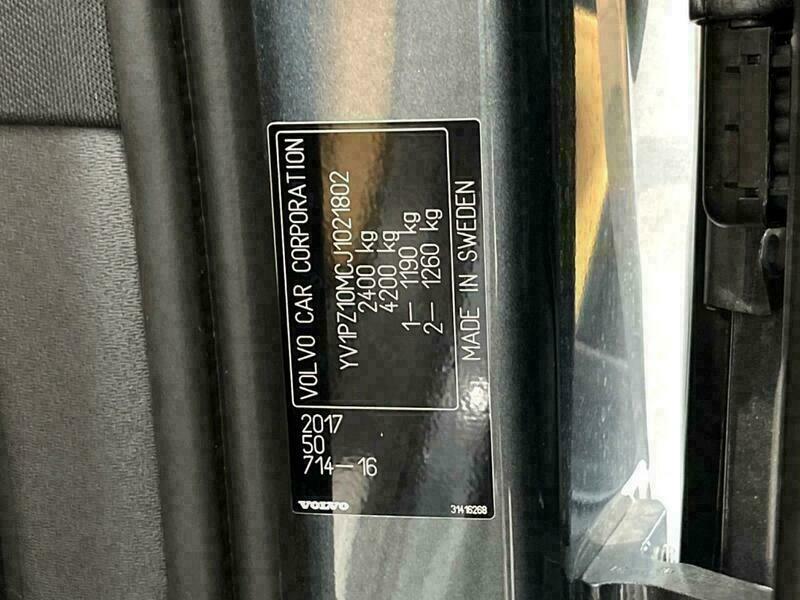 VOLVO CAR CORPORATION
YV1PZ10MCJ1021802
2400 kg
4200 kg
1– 1190 kg
2– 1260 kg
MADE IN SWEDEN
2017
50
714–16
VOLVO
31416268